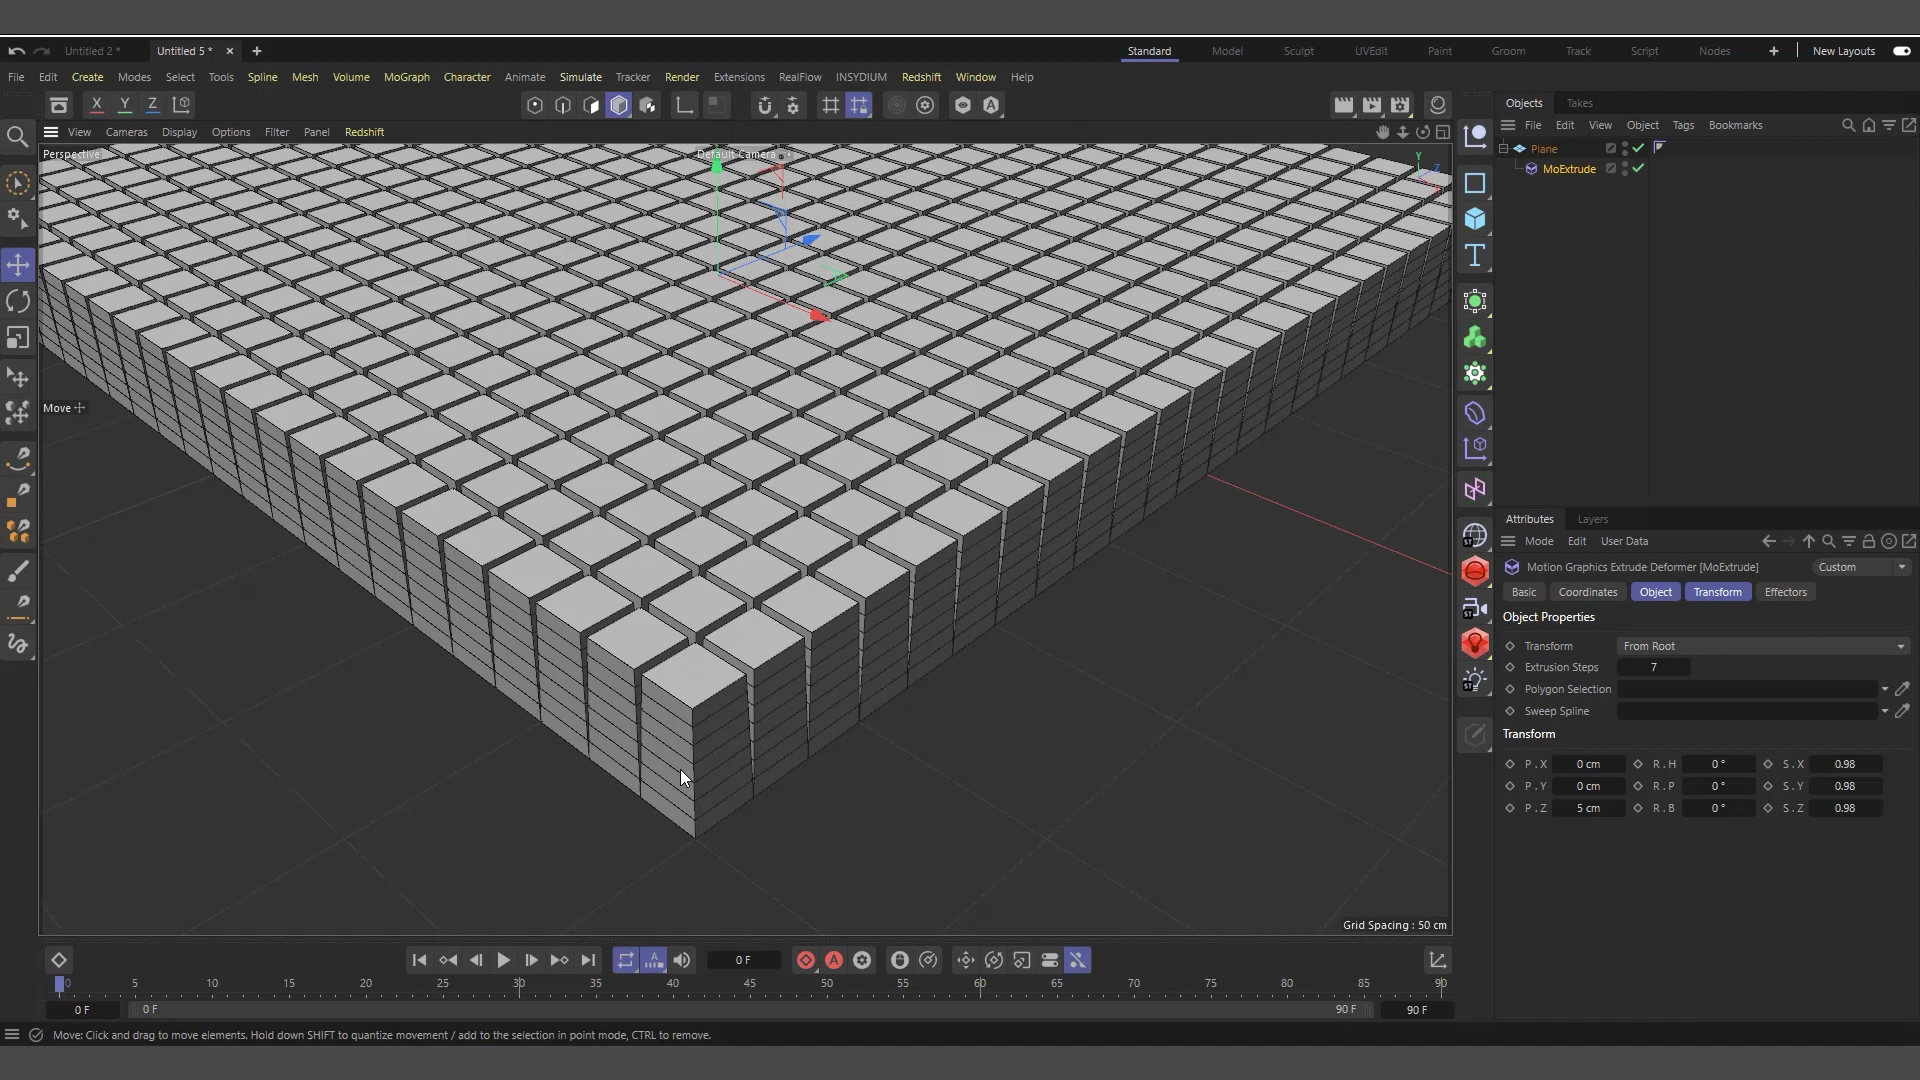 Untitled 2 *
Untitled 5 *
Standard Model Sculpt UVEdit Paint Groom Track Script Nodes New Layouts
File Edit Create Modes Select Tools Spline Mesh Volume MoGraph Character Animate Simulate Tracker Render Extensions RealFlow INSYDIUM Redshift Window Help
X Y Z
A
Objects Takes
View Cameras Display Options Filter Panel Redshift
File Edit View Object Tags Bookmarks
Perspective
Default Camera
Y
Z
Plane
MoExtrude
T
Move
Attributes Layers
Mode Edit User Data
ST
Motion Graphics Extrude Deformer [MoExtrude] Custom
Basic Coordinates Object Transform Effectors
Object Properties
ST
Transform From Root
Extrusion Steps 7
Polygon Selection
ST
Sweep Spline
Transform
P . X 0 cm R . H 0 ° S . X 0.98
P . Y 0 cm R . P 0 ° S . Y 0.98
P . Z 5 cm R . B 0 ° S . Z 0.98
Grid Spacing : 50 cm
A 0 F A
0 5 10 15 20 25 30 35 40 45 50 55 60 65 70 75 80 85 90
0 F 0 F 90 F 90 F
Move: Click and drag to move elements. Hold down SHIFT to quantize movement / add to the selection in point mode, CTRL to remove.